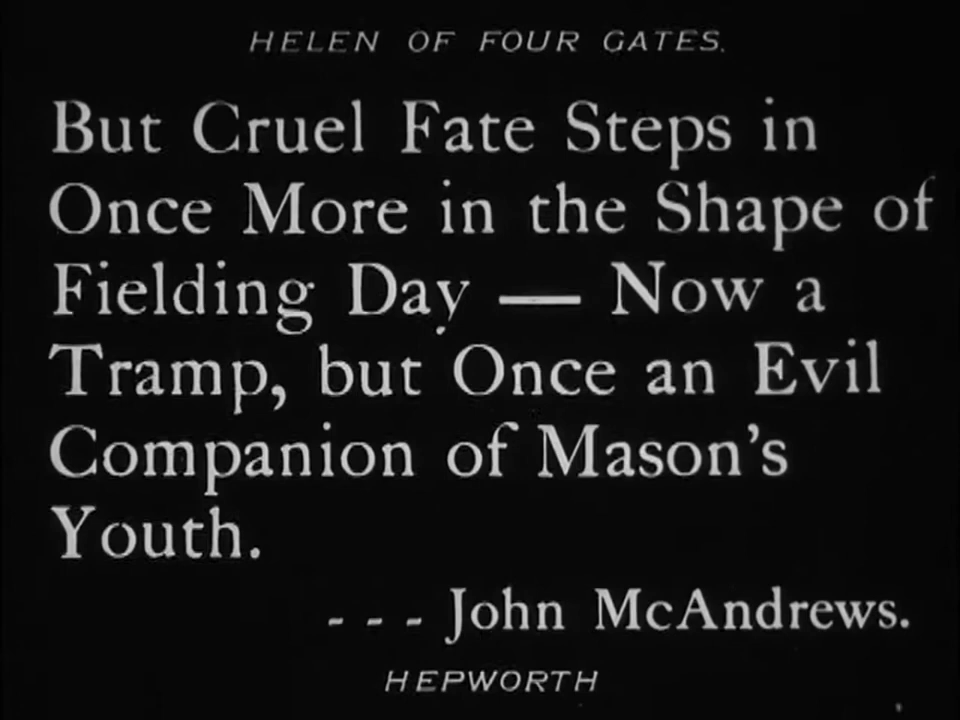 HELEN OF FOUR GATES.
But Cruel Fate Steps in
Once More in the Shape of
Fielding Day — Now a
Tramp, but Once an Evil
Companion of Mason's
Youth.
- - - John McAndrews.
HEPWORTH